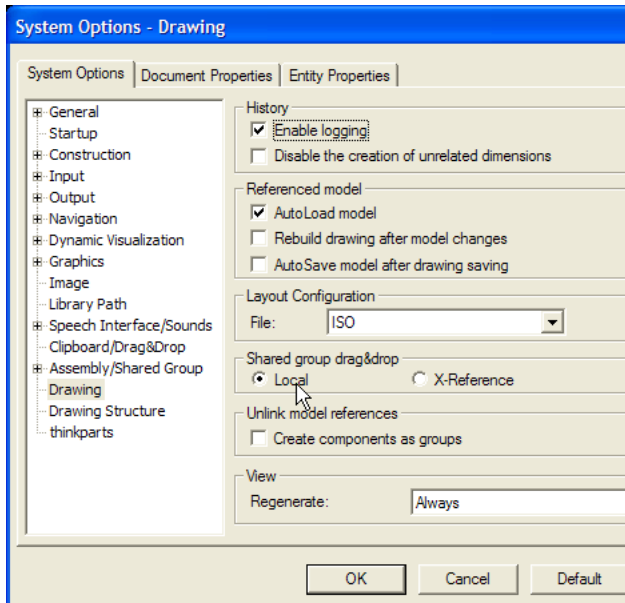 System Options - Drawing
System Options
Document Properties
Entity Properties
General
Startup
Construction
Input
Output
Navigation
Dynamic Visualization
Graphics
Image
Library Path
Speech Interface/Sounds
Clipboard/Drag&Drop
Assembly/Shared Group
Drawing
Drawing Structure
thinkparts
History
Enable logging
Disable the creation of unrelated dimensions
Referenced model
AutoLoad model
Rebuild drawing after model changes
AutoSave model after drawing saving
Layout Configuration
File: ISO
Shared group drag&drop
Local X-Reference
Unlink model references
Create components as groups
View
Regenerate: Always
OK Cancel Default